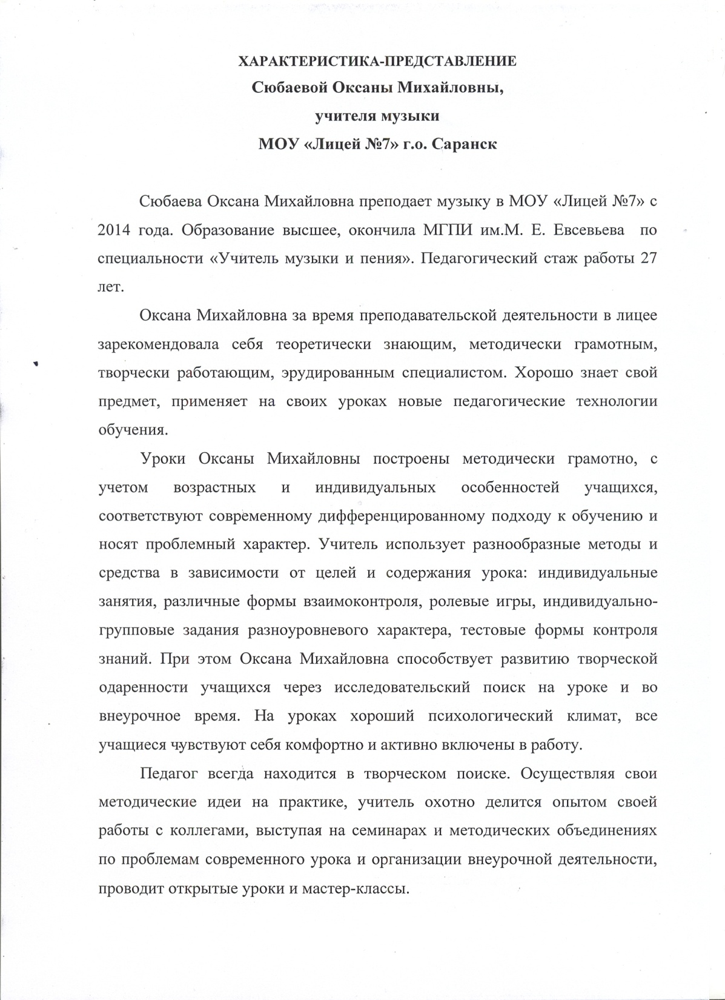 ХАРАКТЕРИСТИКА-ПРЕДСТАВЛЕНИЕ
Сюбаевой Оксаны Михайловны,
учителя музыки
МОУ «Лицей №7» г.о. Саранск
Сюбаева Оксана Михайловна преподает музыку в МОУ «Лицей №7» с
2014 года. Образование высшее, окончила МГПИ им.М. Е. Евсевьева по
специальности «Учитель музыки и пения». Педагогический стаж работы 27
лет.
Оксана Михайловна за время преподавательской деятельности в лицее
зарекомендовала себя теоретически знающим, методически грамотным,
творчески работающим, эрудированным специалистом. Хорошо знает свой
предмет, применяет на своих уроках новые педагогические технологии
обучения.
Уроки Оксаны Михайловны построены методически грамотно, с
учетом возрастных и индивидуальных особенностей учащихся,
соответствуют современному дифференцированному подходу к обучению и
носят проблемный характер. Учитель использует разнообразные методы и
средства в зависимости от целей и содержания урока: индивидуальные
занятия, различные формы взаимоконтроля, ролевые игры, индивидуально-
групповые задания разноуровневого характера, тестовые формы контроля
знаний. При этом Оксана Михайловна способствует развитию творческой
одаренности учащихся через исследовательский поиск на уроке и во
внеурочное время. На уроках хороший психологический климат, все
учащиеся чувствуют себя комфортно и активно включены в работу.
Педагог всегда находится в творческом поиске. Осуществляя свои
методические идеи на практике, учитель охотно делится опытом своей
работы с коллегами, выступая на семинарах и методических объединениях
по проблемам современного урока и организации внеурочной деятельности,
проводит открытые уроки и мастер-классы.